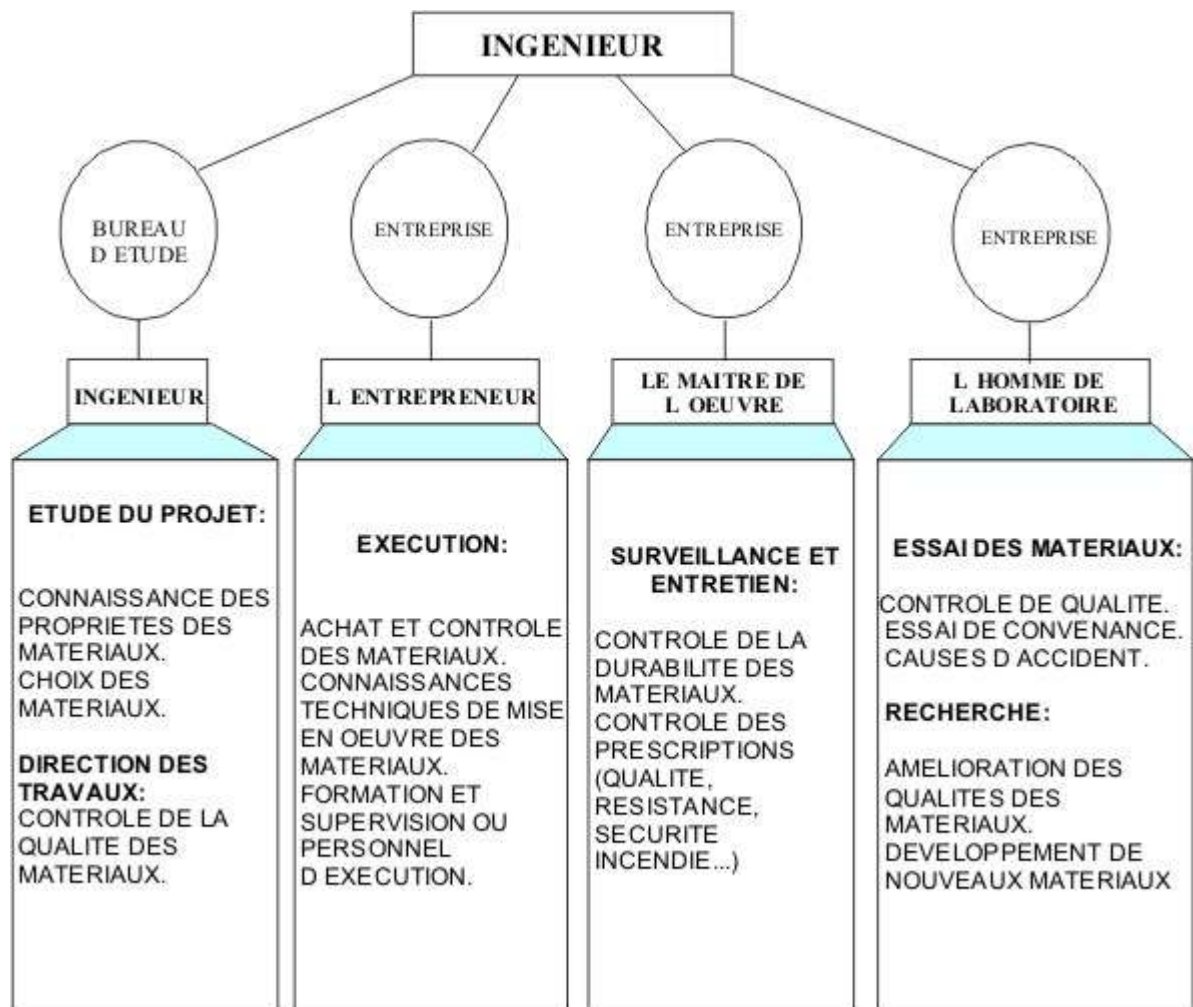 INGENIEUR
BUREAU
D ETUDE
ENTREPRISE
ENTREPRISE
ENTREPRISE
INGENIEUR
L ENTREPRENEUR
LE MAITRE DE
L OEUVRE
L HOMME DE
LABORATOIRE
ETUDE DU PROJET:
CONNAISSANCE DES
PROPRIETES DES
MATERIAUX.
CHOIX DES
MATERIAUX.
DIRECTION DES
TRAVAUX:
CONTROLE DE LA
QUALITE DES
MATERIAUX.
EXECUTION:
ACHAT ET CONTROLE
DES MATERIAUX.
CONNAISSANCES
TECHNIQUES DE MISE
EN OEUVRE DES
MATERIAUX.
FORMATION ET
SUPERVISION OU
PERSONNEL
D EXECUTION.
SURVEILLANCE ET
ENTRETIEN:
CONTROLE DE LA
DURABILITE DES
MATERIAUX.
CONTROLE DES
PRESCRIPTIONS
(QUALITE,
RESISTANCE,
SECURITE
INCENDIE...)
ESSAI DES MATERIAUX:
CONTROLE DE QUALITE.
ESSAI DE CONVENANCE.
CAUSES D ACCIDENT.
RECHERCHE:
AMELIORATION DES
QUALITES DES
MATERIAUX.
DEVELOPPEMENT DE
NOUVEAUX MATERIAUX